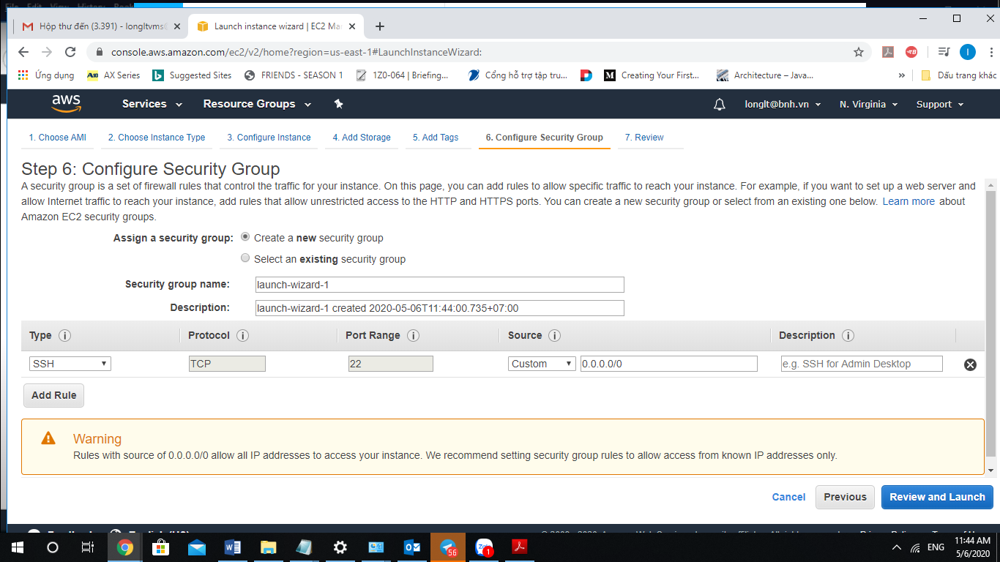 Hộp thư đến (3.391) - longltvms
Launch instance wizard | EC2 Ma
console.aws.amazon.com/ec2/v2/home?region=us-east-1#LaunchInstanceWizard:
Ứng dụng
A10
AX Series
Suggested Sites
FRIENDS - SEASON 1
1Z0-064 | Briefing...
Cổng hỗ trợ tập tru...
Creating Your First...
Architecture – Java...
»
Dấu trang khác
aws
Services
Resource Groups
longlt@bnh.vn
N. Virginia
Support
1. Choose AMI
2. Choose Instance Type
3. Configure Instance
4. Add Storage
5. Add Tags
6. Configure Security Group
7. Review
Step 6: Configure Security Group
A security group is a set of firewall rules that control the traffic for your instance. On this page, you can add rules to allow specific traffic to reach your instance. For example, if you want to set up a web server and
allow Internet traffic to reach your instance, add rules that allow unrestricted access to the HTTP and HTTPS ports. You can create a new security group or select from an existing one below. Learn more about
Amazon EC2 security groups.
Assign a security group:
Create a new security group
Select an existing security group
Security group name:
launch-wizard-1
Description:
launch-wizard-1 created 2020-05-06T11:44:00.735+07:00
Type
Protocol
Port Range
Source
Description
SSH
TCP
22
Custom
0.0.0.0/0
e.g. SSH for Admin Desktop
Add Rule
Warning
Rules with source of 0.0.0.0/0 allow all IP addresses to access your instance. We recommend setting security group rules to allow access from known IP addresses only.
Cancel
Previous
Review and Launch
56
1
ENG
11:44 AM
5/6/2020